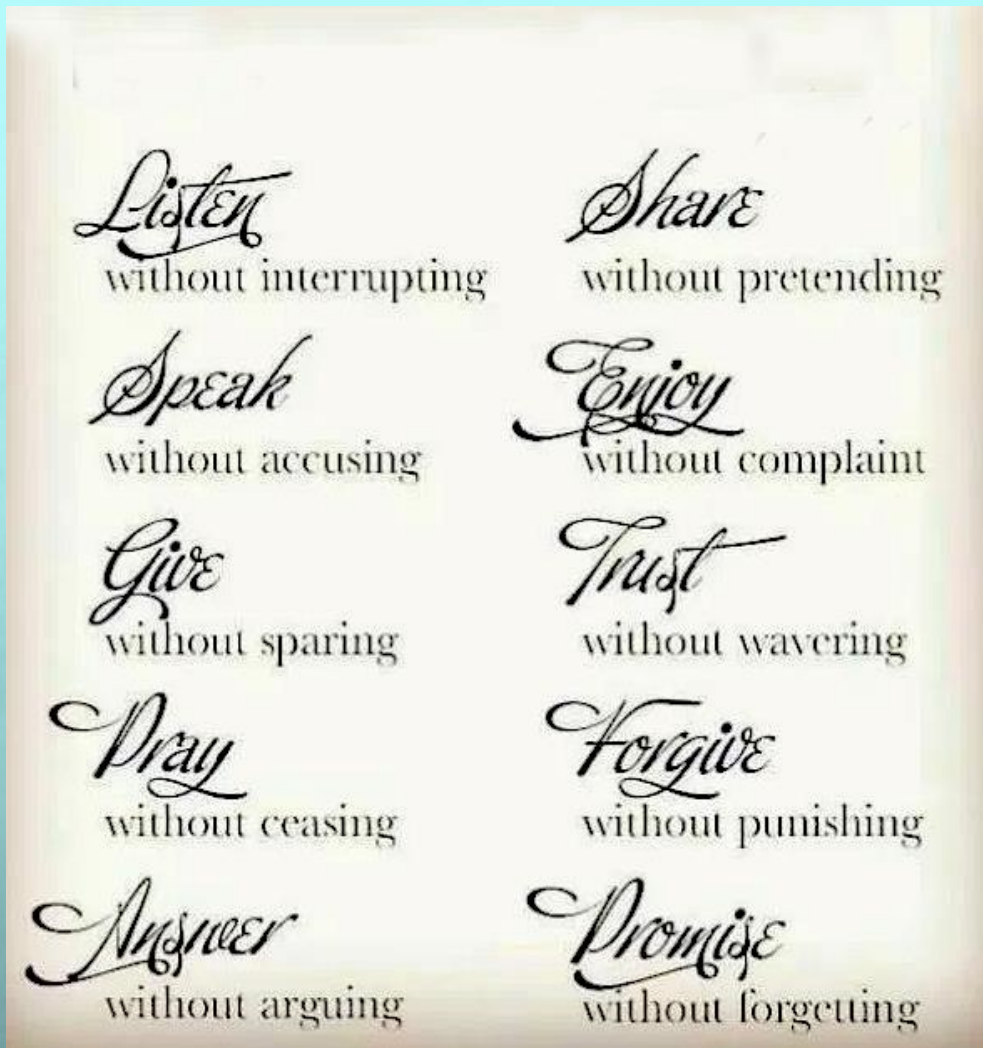 Listen
without interrupting
Speak
without accusing
Give
without sparing
Pray
without ceasing
Answer
without arguing
Share
without pretending
Enjoy
without complaint
Trust
without wavering
Forgive
without punishing
Promise
without forgetting